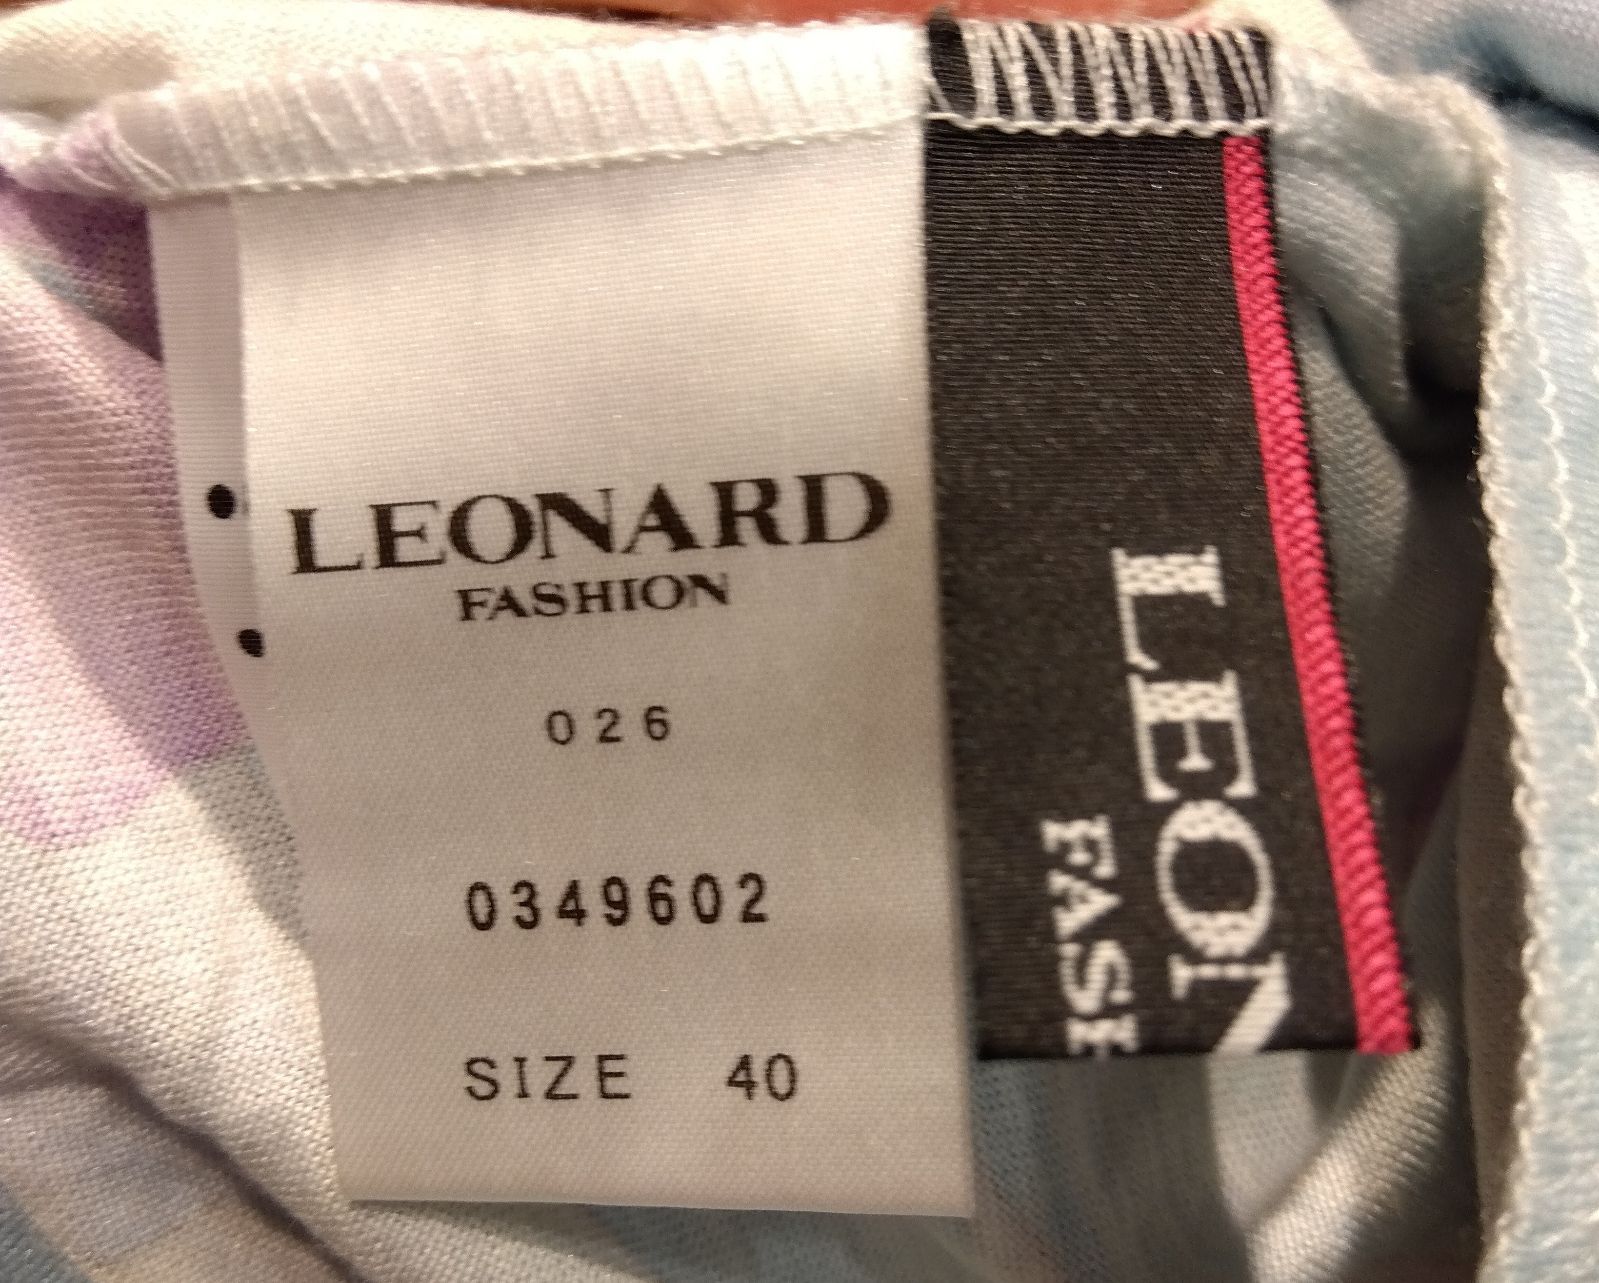 LEONARD
FASHION
026
0349602
SIZE 40
LEON
FASH